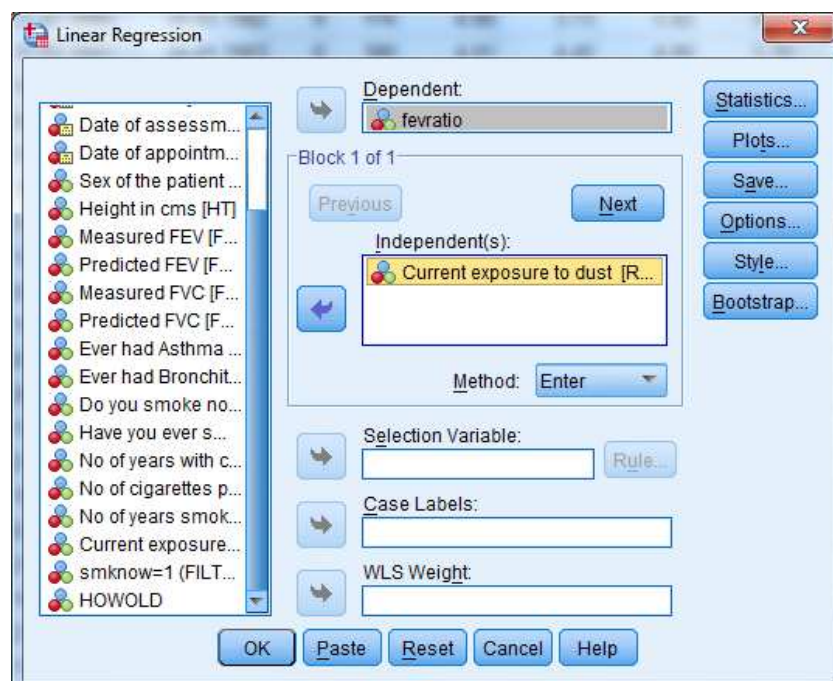 Linear Regression
Date of assessm...
Date of appointm...
Sex of the patient ...
Height in cms [HT]
Measured FEV [F...
Predicted FEV [F...
Measured FVC [F...
Predicted FVC [F...
Ever had Asthma ...
Ever had Bronchit...
Do you smoke no...
Have you ever s...
No of years with c...
No of cigarettes p...
No of years smok...
Current exposure...
smknow=1 (FILT...
HOWOLD
Dependent:
fevratio
Block 1 of 1
Previous
Next
Independent(s):
Current exposure to dust [R...
Method: Enter
Selection Variable:
Rule...
Case Labels:
WLS Weight:
Statistics...
Plots...
Save...
Options...
Style...
Bootstrap...
OK Paste Reset Cancel Help